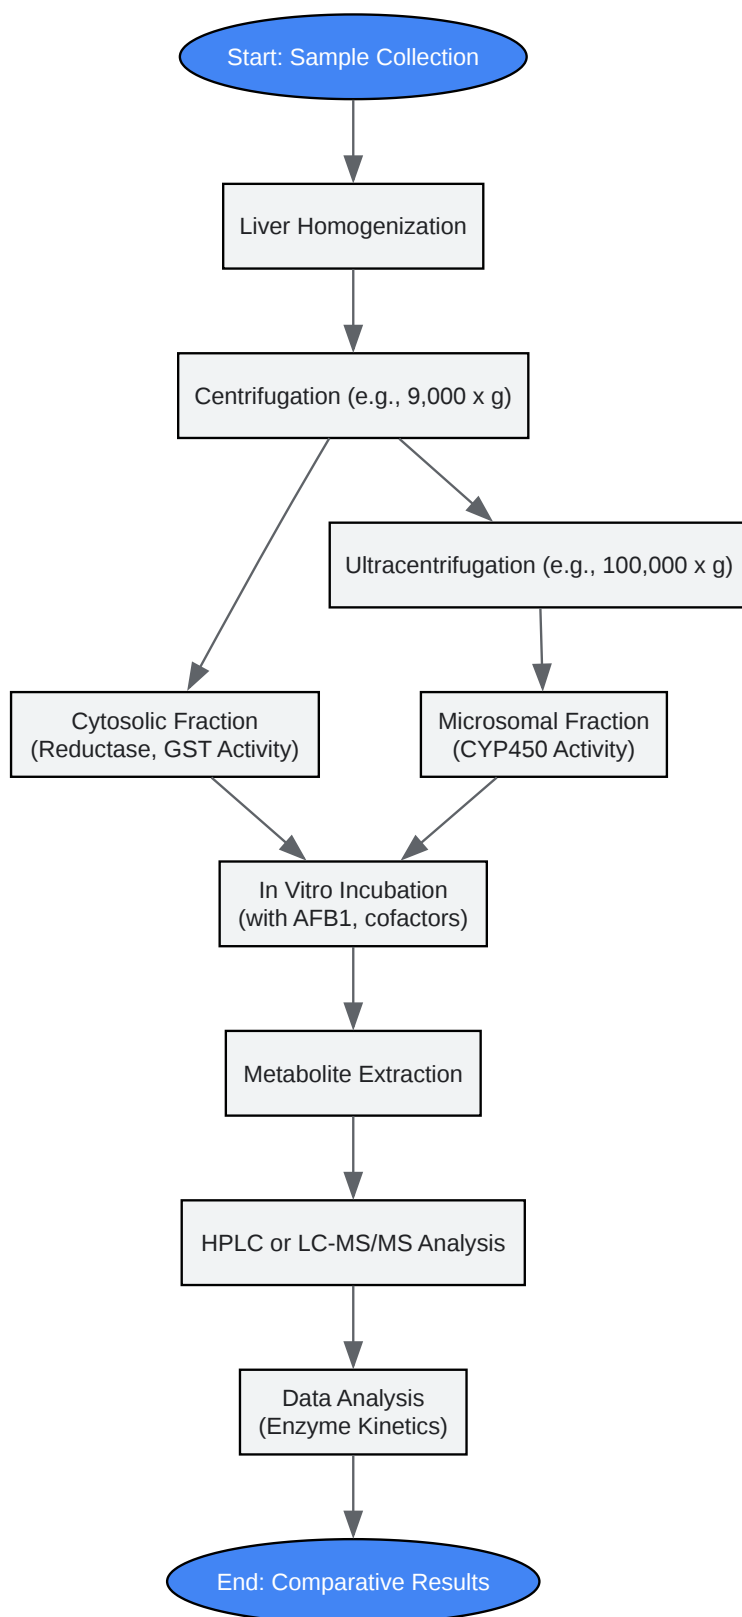 Start: Sample Collection
Liver Homogenization
Centrifugation (e.g., 9,000 x g)
Ultracentrifugation (e.g., 100,000 x g)
Cytosolic Fraction
(Reductase, GST Activity)
Microsomal Fraction
(CYP450 Activity)
In Vitro Incubation
(with AFB1, cofactors)
Metabolite Extraction
HPLC or LC-MS/MS Analysis
Data Analysis
(Enzyme Kinetics)
End: Comparative Results